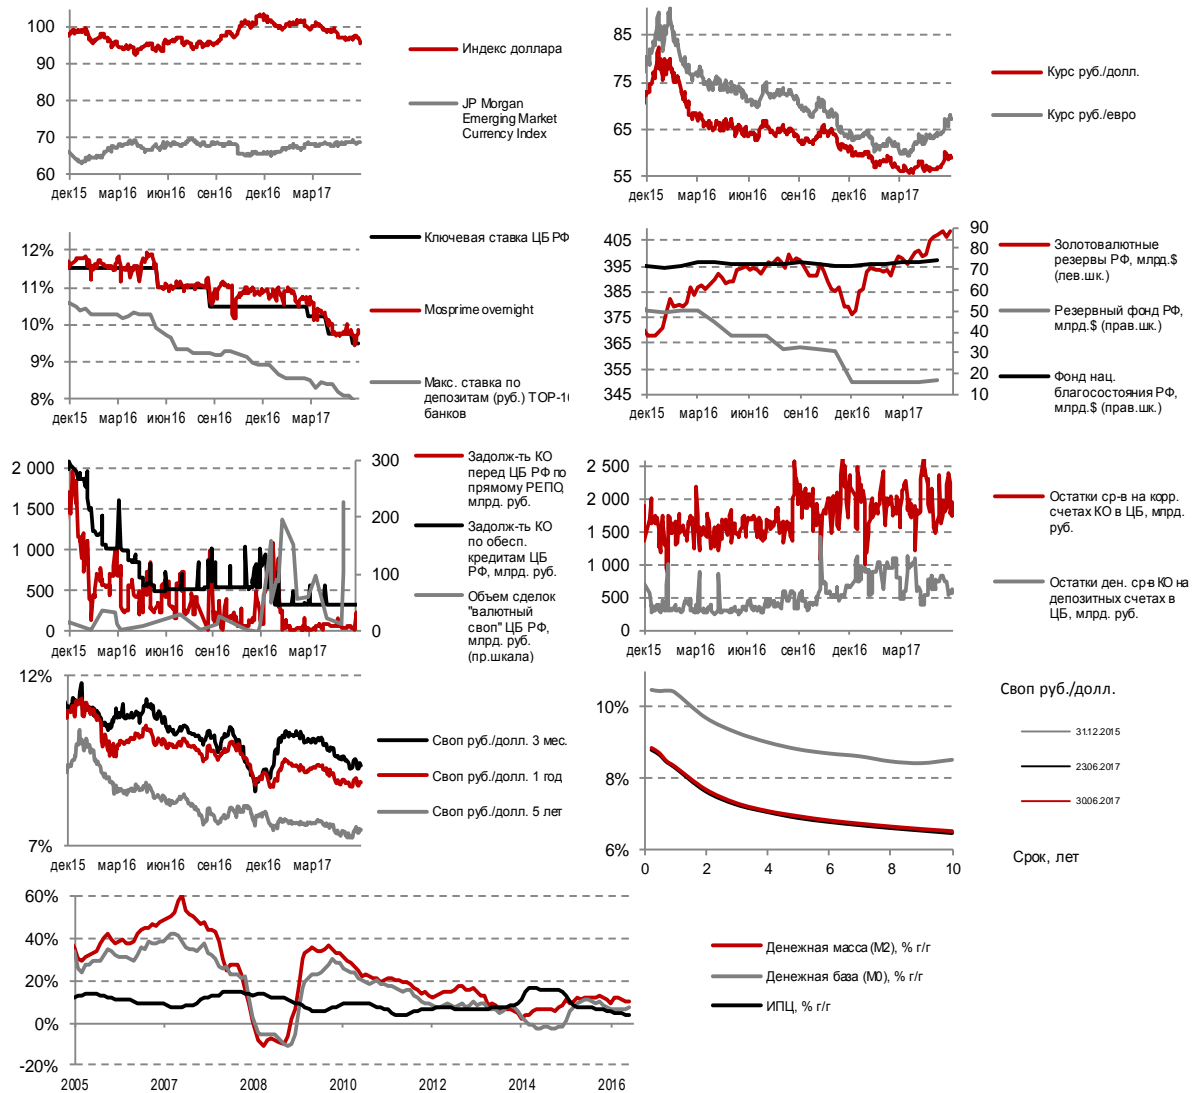 100
90
80
70
60
дек15 мар16 июн16 сен16 дек16 мар17
Индекс доллара
JP Morgan
Emerging Market
Currency Index
85
75
65
55
дек15 мар16 июн16 сен16 дек16 мар17
Курс руб./долл.
Курс руб./евро
12%
11%
10%
9%
8%
дек15 мар16 июн16 сен16 дек16 мар17
Ключевая ставка ЦБ РФ
Mosprime overnight
Макс. ставка по
депозитам (руб.) TOP-10
банков
405
395
385
375
365
355
345
90
80
70
60
50
40
30
20
10
дек15 мар16 июн16 сен16 дек16 мар17
Золотовалютные
резервы РФ, млрд.$
(лев.шк.)
Резервный фонд РФ,
млрд.$ (прав.шк.)
Фонд нац.
благосостояния РФ,
млрд.$ (прав.шк.)
2 000
1 500
1 000
500
0
300
200
100
0
дек15 мар16 июн16 сен16 дек16 мар17
Задолж-ть КО
перед ЦБ РФ по
прямому РЕПО,
млрд. руб.
Задолж-ть КО
по обесп.
кредитам ЦБ
РФ, млрд. руб.
Объем сделок
"валютный
своп" ЦБ РФ,
млрд. руб.
(пр.шкала)
2 500
2 000
1 500
1 000
500
0
дек15 мар16 июн16 сен16 дек16 мар17
Остатки ср-в на корр.
счетах КО в ЦБ, млрд.
руб.
Остатки ден. ср-в КО на
депозитных счетах в
ЦБ, млрд. руб.
12%
7%
дек15 мар16 июн16 сен16 дек16 мар17
Своп руб./долл. 3 мес.
Своп руб./долл. 1 год
Своп руб./долл. 5 лет
10%
8%
6%
0 2 4 6 8 10
Своп руб./долл.
31.12.2015
23.06.2017
30.06.2017
Срок, лет
60%
40%
20%
0%
-20%
2005 2007 2008 2010 2012 2014 2016
Денежная масса (М2), % г/г
Денежная база (М0), % г/г
ИПЦ, % г/г